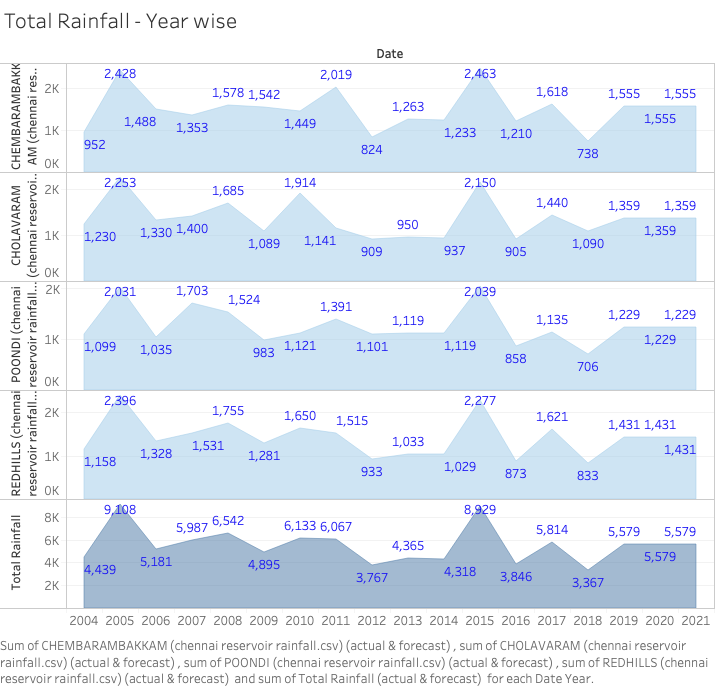 Total Rainfall - Year wise
Date
CHEMBARAMBAKK
AM (chennai res..
2K
1K
0K
952
2,428
1,488
1,353
1,578
1,542
1,449
2,019
824
1,263
1,233
2,463
1,210
1,618
738
1,555
1,555
1,555
CHOLAVARAM
(chennai reservoi..
2K
1K
0K
1,230
2,253
1,330
1,400
1,685
1,089
1,914
1,141
909
950
937
2,150
905
1,440
1,090
1,359
1,359
1,359
POONDI (chennai
reservoir rainfall...
2K
1K
0K
1,099
2,031
1,035
1,703
1,524
983
1,121
1,391
1,101
1,119
1,119
2,039
858
1,135
706
1,229
1,229
1,229
REDHILLS (chennai
reservoir rainfall...
2K
1K
0K
1,158
2,396
1,328
1,531
1,755
1,281
1,650
1,515
933
1,033
1,029
2,277
873
1,621
833
1,431
1,431
1,431
Total Rainfall
8K
6K
4K
2K
4,439
9,108
5,181
5,987
6,542
4,895
6,133
6,067
3,767
4,365
4,318
8,929
3,846
5,814
3,367
5,579
5,579
5,579
2004 2005 2006 2007 2008 2009 2010 2011 2012 2013 2014 2015 2016 2017 2018 2019 2020 2021
Sum of CHEMBARAMBAKKAM (chennai reservoir rainfall.csv) (actual & forecast) , sum of CHOLAVARAM (chennai reservoir
rainfall.csv) (actual & forecast) , sum of POONDI (chennai reservoir rainfall.csv) (actual & forecast) , sum of REDHILLS (chennai
reservoir rainfall.csv) (actual & forecast)  and sum of Total Rainfall (actual & forecast)  for each Date Year.